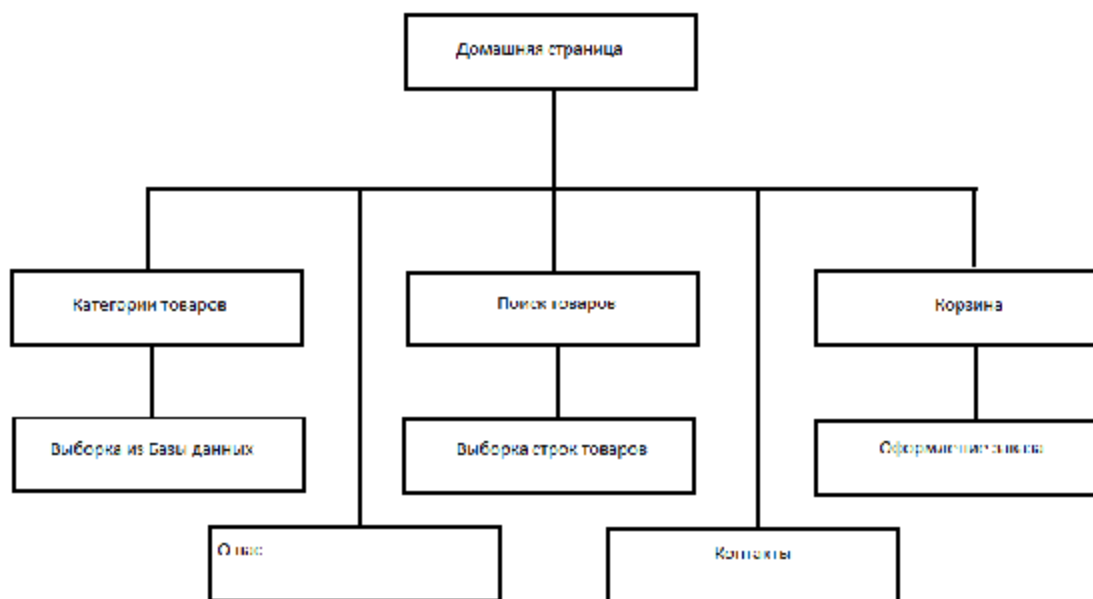 Домашняя страница
Категории товаров
Поиск товаров
Корзина
Выборка из Базы данных
Выборка строк товаров
Оформление заказа
О нас
Контакты